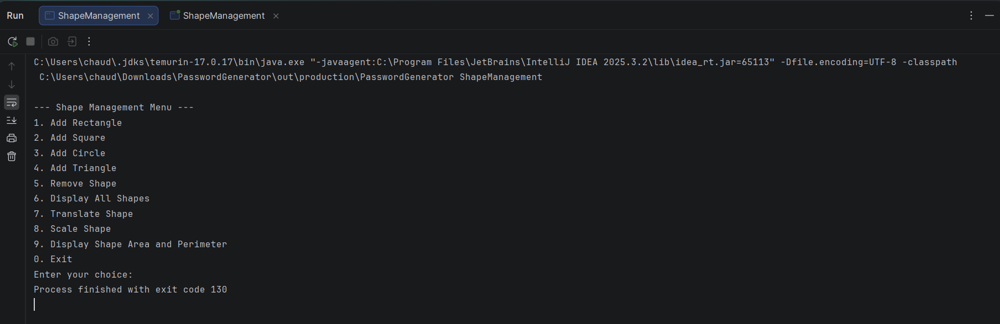 Run ShapeManagement ShapeManagement
C:\Users\chaud\.jdks\temurin-17.0.17\bin\java.exe "-javaagent:C:\Program Files\JetBrains\IntelliJ IDEA 2025.3.2\lib\idea_rt.jar=65113" -Dfile.encoding=UTF-8 -classpath
C:\Users\chaud\Downloads\PasswordGenerator\out\production\PasswordGenerator ShapeManagement
--- Shape Management Menu ---
1. Add Rectangle
2. Add Square
3. Add Circle
4. Add Triangle
5. Remove Shape
6. Display All Shapes
7. Translate Shape
8. Scale Shape
9. Display Shape Area and Perimeter
0. Exit
Enter your choice:
Process finished with exit code 130